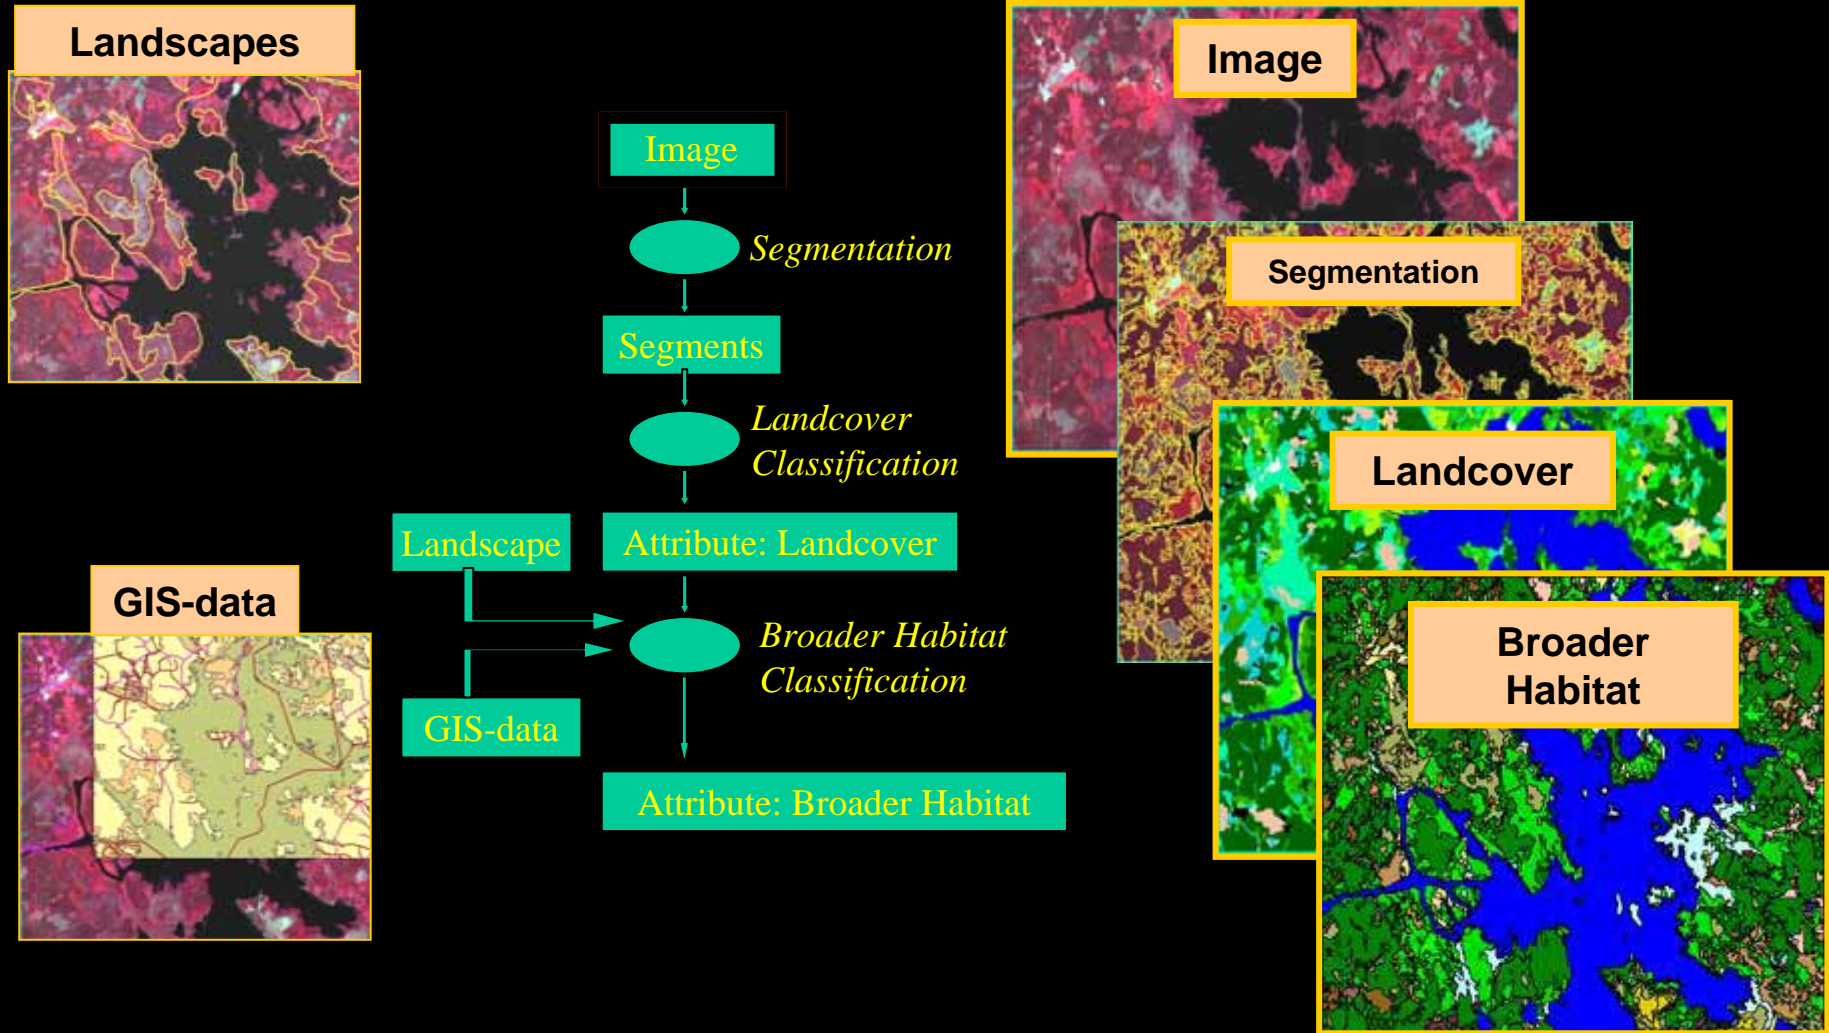 Landscapes
GIS-data
Image
Segmentation
Segments
Landcover
Classification
Landscape
Attribute: Landcover
Broader Habitat
Classification
GIS-data
Attribute: Broader Habitat
Image
Segmentation
Landcover
Broader
Habitat